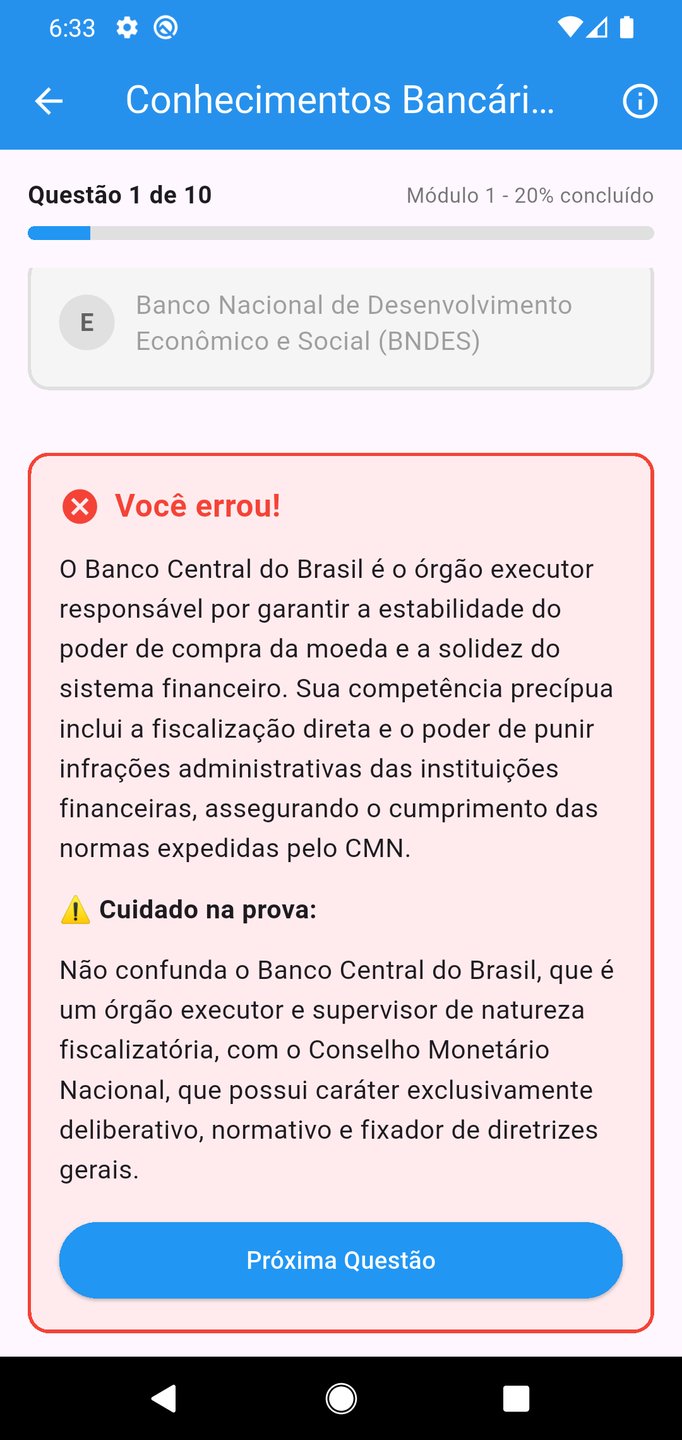 6:33
Conhecimentos Bancári...
Questão 1 de 10
Módulo 1 - 20% concluído
E
Banco Nacional de Desenvolvimento
Econômico e Social (BNDES)
Você errou!
O Banco Central do Brasil é o órgão executor
responsável por garantir a estabilidade do
poder de compra da moeda e a solidez do
sistema financeiro. Sua competência precípua
inclui a fiscalização direta e o poder de punir
infrações administrativas das instituições
financeiras, assegurando o cumprimento das
normas expedidas pelo CMN.
⚠️ Cuidado na prova:
Não confunda o Banco Central do Brasil, que é
um órgão executor e supervisor de natureza
fiscalizatória, com o Conselho Monetário
Nacional, que possui caráter exclusivamente
deliberativo, normativo e fixador de diretrizes
gerais.
Próxima Questão